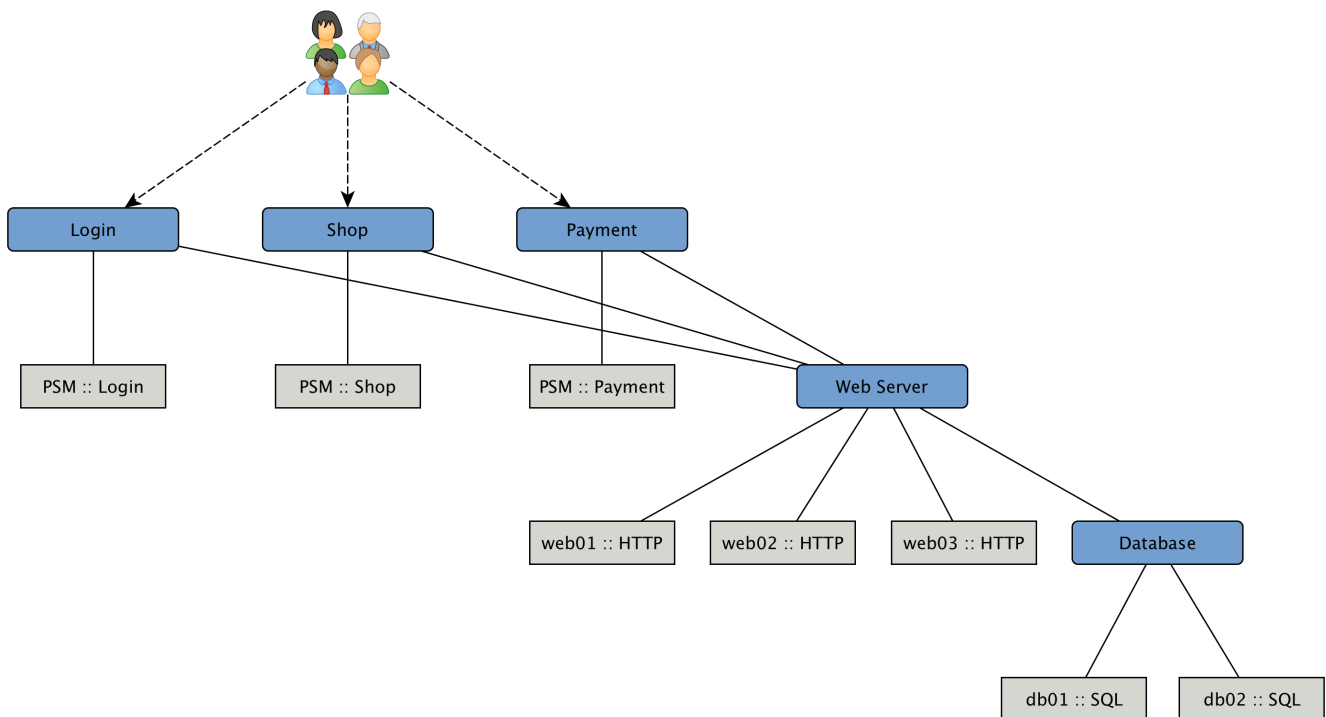 Login
Shop
Payment
PSM :: Login
PSM :: Shop
PSM :: Payment
Web Server
web01 :: HTTP
web02 :: HTTP
web03 :: HTTP
Database
db01 :: SQL
db02 :: SQL